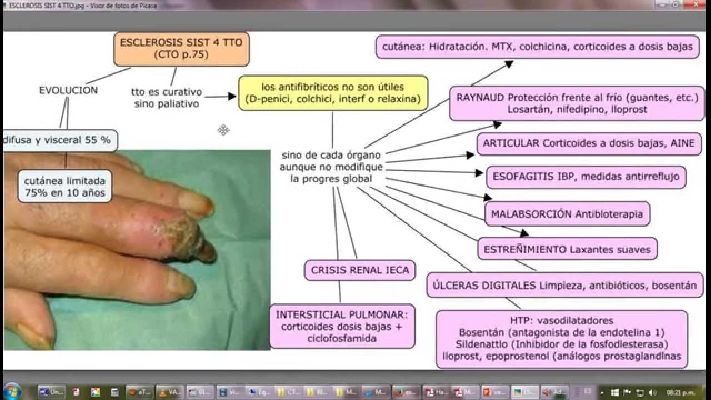 ESCLEROSIS SIST 4 TTO.jpg - Visor de fotos de Picasa
ESCLEROSIS SIST 4 TTO
(CTO p.75)
EVOLUCION
difusa y visceral 55 %
cutánea limitada
75% en 10 años
tto es curativo
sino paliativo
los antifibríticos no son útiles
(D-penici, colchici, interf o relaxina)
sino de cada órgano
aunque no modifique
la progres global
cutánea: Hidratación. MTX, colchicina, corticoides a dosis bajas
RAYNAUD Protección frente al frío (guantes, etc.)
Losartán, nifedipino, iloprost
ARTICULAR Corticoides a dosis bajas, AINE
ESOFAGITIS IBP, medidas antirreflujo
MALABSORCIÓN Antibioterapia
ESTREÑIMIENTO Laxantes suaves
ÚLCERAS DIGITALES Limpieza, antibióticos, bosentán
HTP: vasodilatadores
Bosentán (antagonista de la endotelina 1)
Sildenattlo (Inhibidor de la fosfodiesterasa)
iloprost, epoprostenol (análogos prostaglandinas
CRISIS RENAL IECA
INTERSTICIAL PULMONAR:
corticoides dosis bajas +
ciclofosfamida
ES
08:21 p.m.